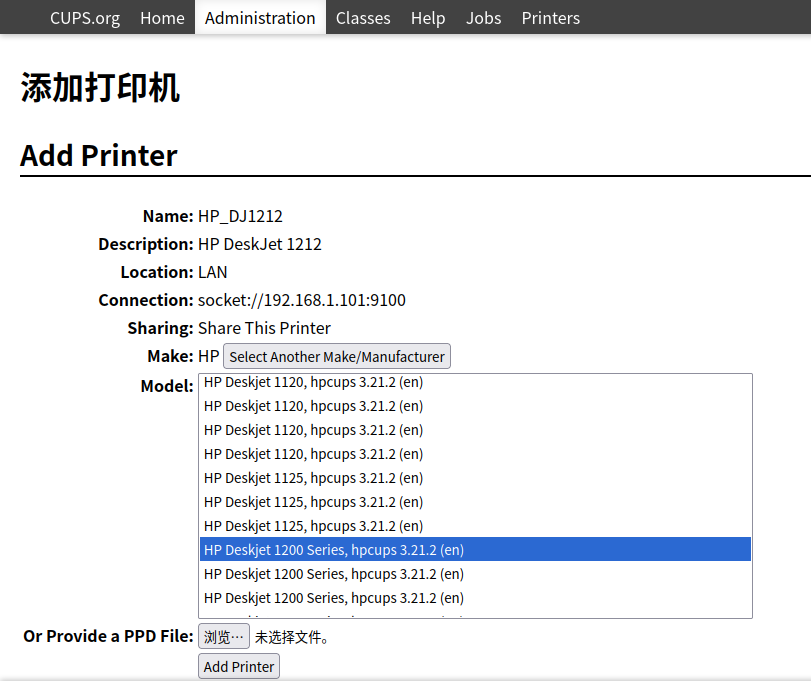 CUPS.org Home Administration Classes Help Jobs Printers
添加打印机
Add Printer
Name: HP_DJ1212
Description: HP DeskJet 1212
Location: LAN
Connection: socket://192.168.1.101:9100
Sharing: Share This Printer
Make: HP Select Another Make/Manufacturer
Model: HP Deskjet 1120, hpcups 3.21.2 (en)
HP Deskjet 1120, hpcups 3.21.2 (en)
HP Deskjet 1120, hpcups 3.21.2 (en)
HP Deskjet 1120, hpcups 3.21.2 (en)
HP Deskjet 1125, hpcups 3.21.2 (en)
HP Deskjet 1125, hpcups 3.21.2 (en)
HP Deskjet 1125, hpcups 3.21.2 (en)
HP Deskjet 1200 Series, hpcups 3.21.2 (en)
HP Deskjet 1200 Series, hpcups 3.21.2 (en)
HP Deskjet 1200 Series, hpcups 3.21.2 (en)
Or Provide a PPD File: 浏览… 未选择文件。
Add Printer